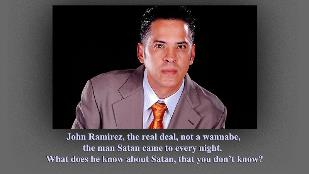 John Ramirez, the real deal, not a wannabe,
the man Satan came to every night.
What does he know about Satan, that you don't know?